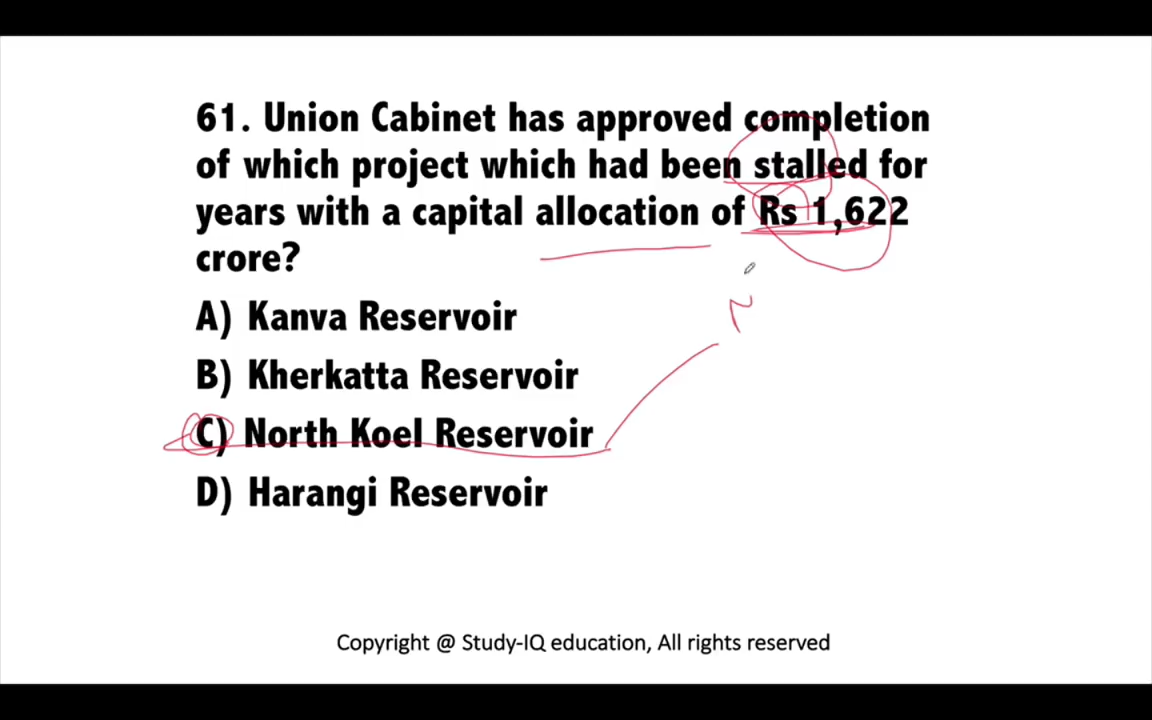 61. Union Cabinet has approved completion
of which project which had been stalled for
years with a capital allocation of Rs 1,622
crore?
A) Kanva Reservoir
B) Kherkatta Reservoir
C) North Koel Reservoir
D) Harangi Reservoir
Copyright @ Study-IQ education, All rights reserved